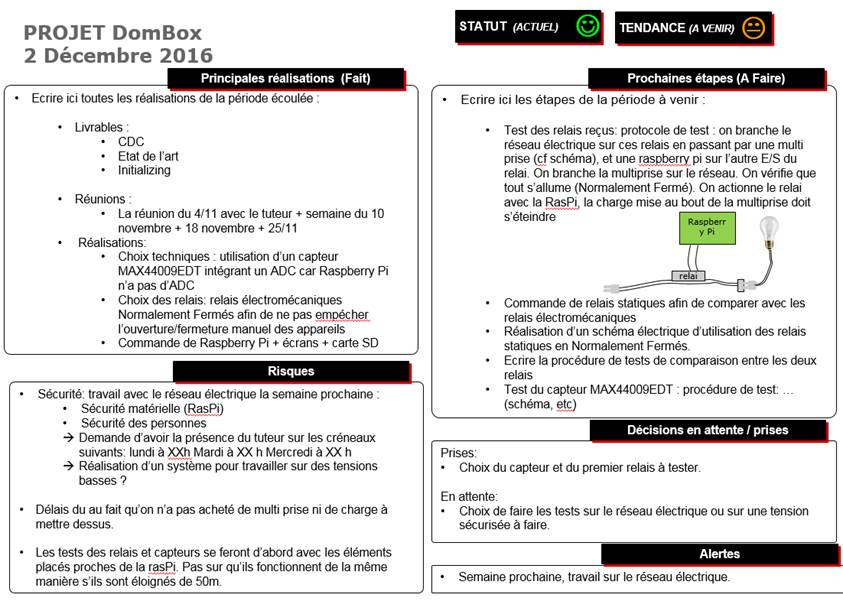 PROJET DomBox
2 Décembre 2016
STATUT (ACTUEL)
TENDANCE (A VENIR)
Principales réalisations (Fait)
• Ecrire ici toutes les réalisations de la période écoulée :
• Livrables :
• CDC
• Etat de l'art
• Initializing
• Réunions :
• La réunion du 4/11 avec le tuteur + semaine du 10
novembre + 18 novembre + 25/11
• Réalisations:
• Choix techniques : utilisation d'un capteur
MAX44009EDT intégrant un ADC car Raspberry Pi
n'a pas d'ADC
• Choix des relais: relais électromécaniques
Normalement Fermés afin de ne pas empécher
l'ouverture/fermeture manuel des appareils
• Commande de Raspberry Pi + écrans + carte SD
Risques
• Sécurité: travail avec le réseau électrique la semaine prochaine :
• Sécurité matérielle (RasPi)
• Sécurité des personnes
→ Demande d'avoir la présence du tuteur sur les créneaux
suivants: lundi à XXh Mardi à XX h Mercredi à XX h
→ Réalisation d'un système pour travailler sur des tensions
basses ?
• Délais du au fait qu'on n'a pas acheté de multi prise ni de charge à
mettre dessus.
• Les tests des relais et capteurs se feront d'abord avec les éléments
placés proches de la rasPi. Pas sur qu'ils fonctionnent de la même
manière s'ils sont éloignés de 50m.
Prochaines étapes (A Faire)
• Ecrire ici les étapes de la période à venir :
• Test des relais reçus: protocole de test : on branche le
réseau électrique sur ces relais en passant par une multi
prise (cf schéma), et une raspberry pi sur l'autre E/S du
relai. On branche la multiprise sur le réseau. On vérifie que
tout s'allume (Normalement Fermé). On actionne le relai
avec la RasPi, la charge mise au bout de la multiprise doit
s'éteindre
Raspberr
y Pi
relai
• Commande de relais statiques afin de comparer avec les
relais électromécaniques
• Réalisation d'un schéma électrique d'utilisation des relais
statiques en Normalement Fermés.
• Ecrire la procédure de tests de comparaison entre les deux
relais
• Test du capteur MAX44009EDT : procédure de test: …
(schéma, etc)
Décisions en attente / prises
Prises:
• Choix du capteur et du premier relais à tester.
En attente:
• Choix de faire les tests sur le réseau électrique ou sur une tension
sécurisée à faire.
Alertes
• Semaine prochaine, travail sur le réseau électrique.